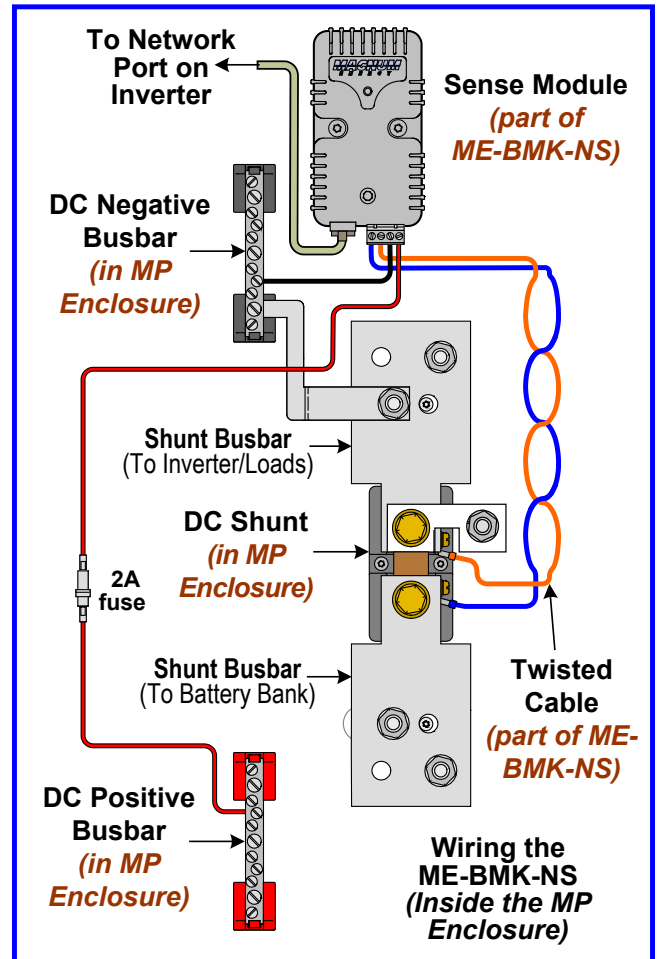 To Network
Port on
Inverter
MAGNUM
ENERGY
Sense Module
(part of
ME-BMK-NS)
DC Negative
Busbar
(in MP
Enclosure)
Shunt Busbar
(To Inverter/Loads)
DC Shunt
(in MP
Enclosure)
2A
fuse
Shunt Busbar
(To Battery Bank)
Twisted
Cable
(part of ME-
BMK-NS)
DC Positive
Busbar
(in MP
Enclosure)
Wiring the
ME-BMK-NS
(Inside the MP
Enclosure)